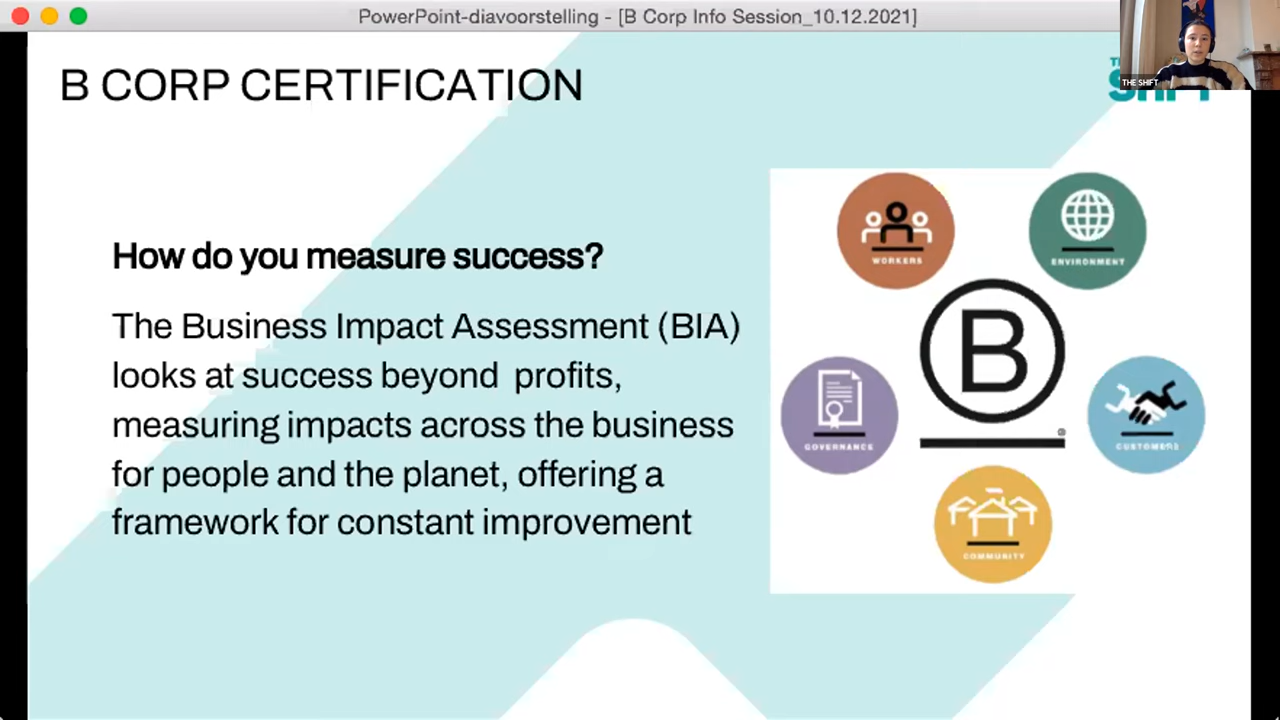 PowerPoint-diavoorstelling - [B Corp Info Session_10.12.2021]
THE SHIFT
B CORP CERTIFICATION
How do you measure success?
The Business Impact Assessment (BIA)
looks at success beyond profits,
measuring impacts across the business
for people and the planet, offering a
framework for constant improvement
WORKERS
ENVIRONMENT
B
®
GOVERNANCE
CUSTOMERS
COMMUNITY